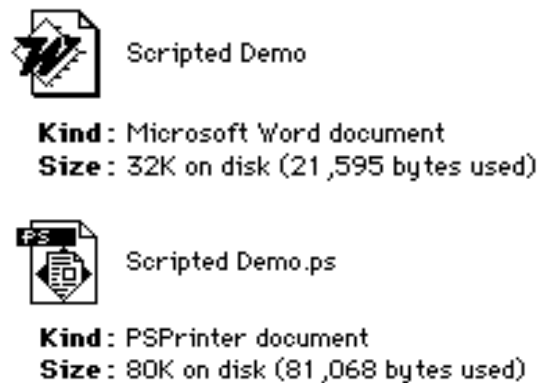 W
Scripted Demo
Kind: Microsoft Word document
Size: 32K on disk (21,595 bytes used)
PS
Scripted Demo.ps
Kind: PSPrinter document
Size: 80K on disk (81,068 bytes used)